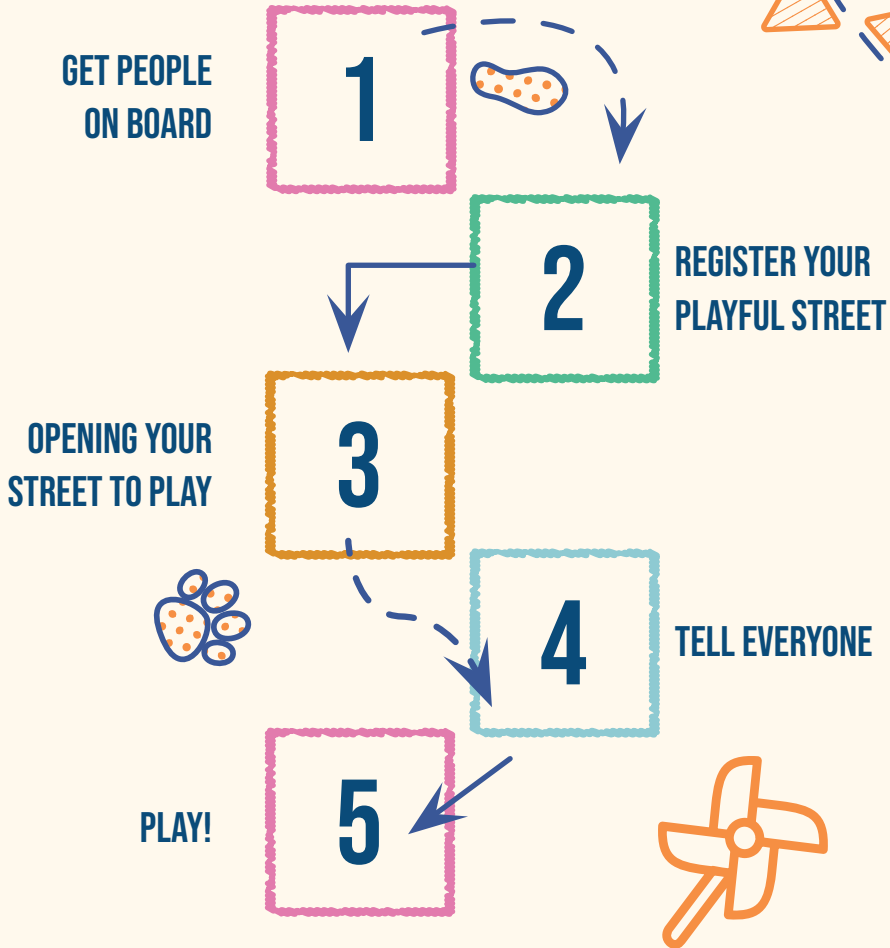 GET PEOPLE
ON BOARD
1
2
REGISTER YOUR
PLAYFUL STREET
OPENING YOUR
STREET TO PLAY
3
4
TELL EVERYONE
PLAY!
5